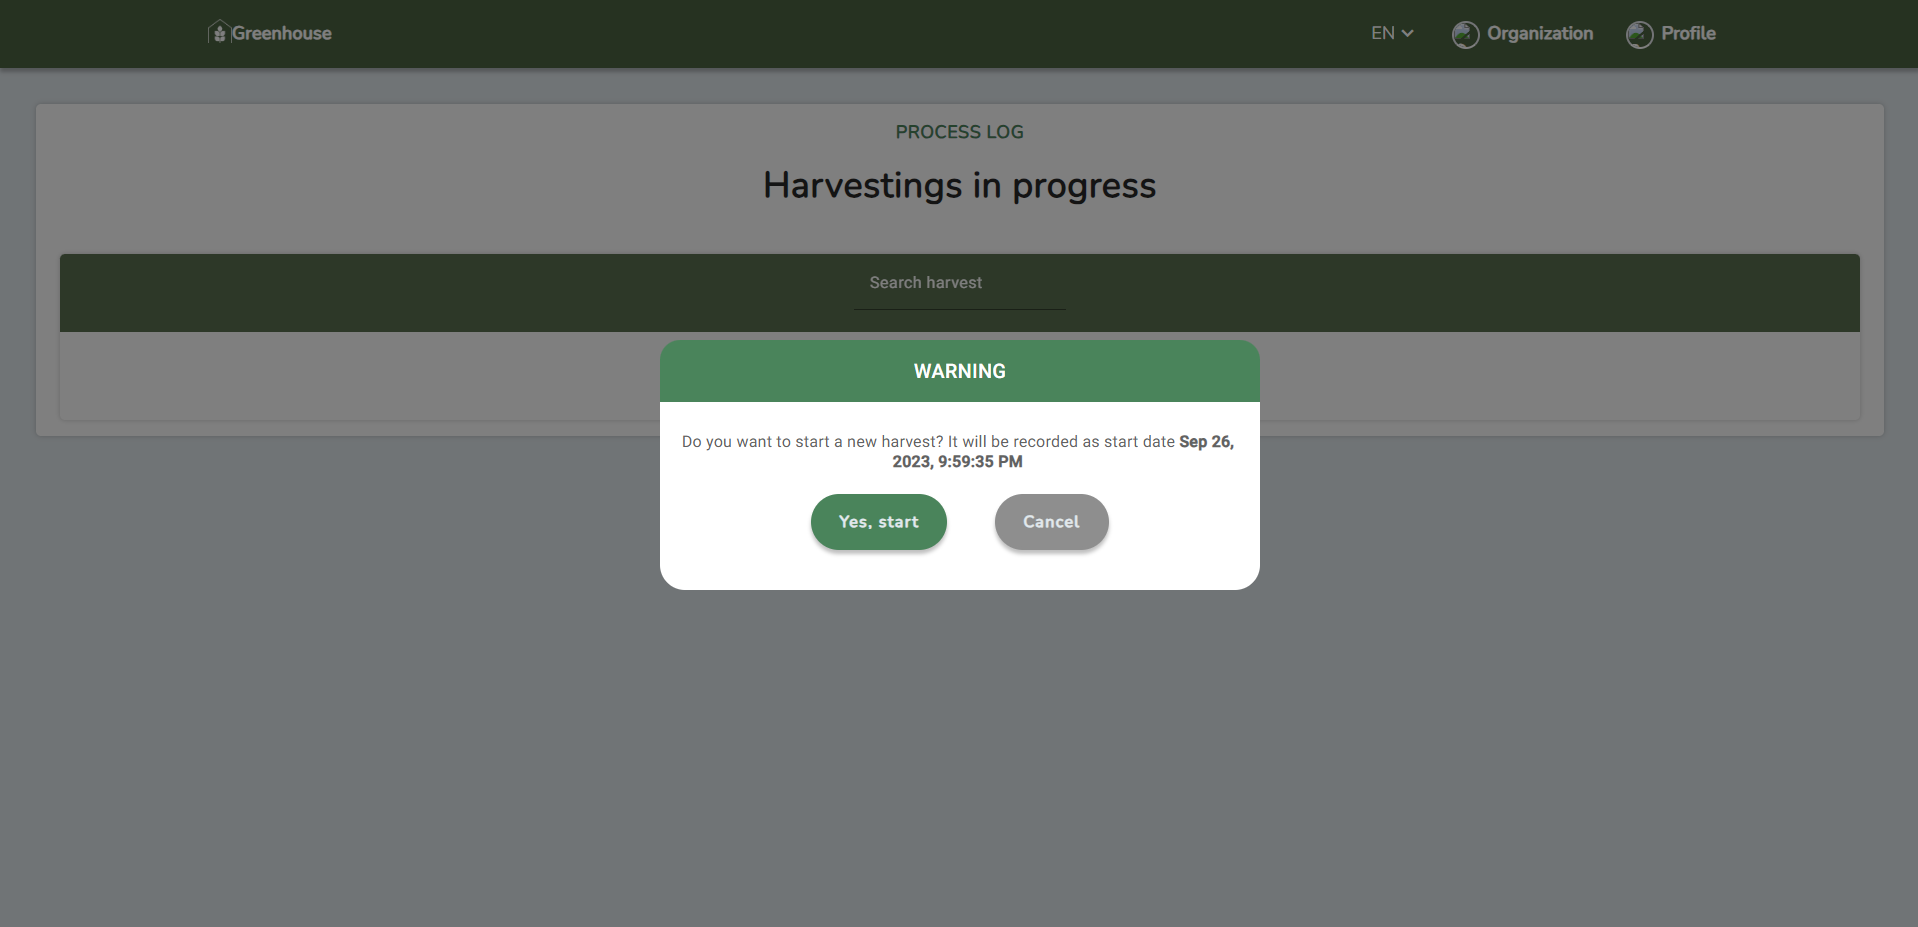 Greenhouse
EN
Organization
Profile
PROCESS LOG
Harvestings in progress
Search harvest
WARNING
Do you want to start a new harvest? It will be recorded as start date Sep 26,
2023, 9:59:35 PM
Yes, start
Cancel